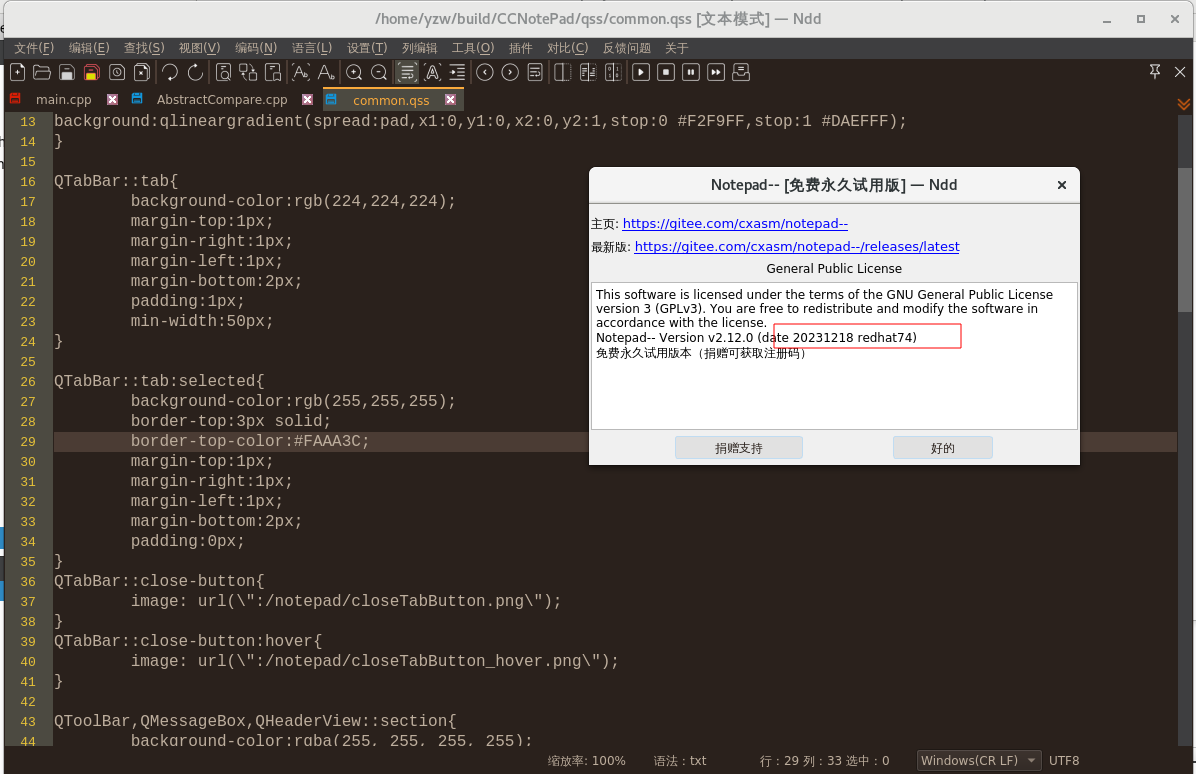 /home/yzw/build/CCNotePad/qss/common.qss [文本模式] — Ndd
文件(F) 编辑(E) 查找(S) 视图(V) 编码(N) 语言(L) 设置(T) 列编辑 工具(O) 插件 对比(C) 反馈问题 关于
main.cpp AbstractCompare.cpp common.qss
13 background:qlineargradient(spread:pad,x1:0,y1:0,x2:0,y2:1,stop:0 #F2F9FF,stop:1 #DAEFFF);
14 }
15
16 QTabBar::tab{
17 background-color:rgb(224,224,224);
18 margin-top:1px;
19 margin-right:1px;
20 margin-left:1px;
21 margin-bottom:2px;
22 padding:1px;
23 min-width:50px;
24 }
25
26 QTabBar::tab:selected{
27 background-color:rgb(255,255,255);
28 border-top:3px solid;
29 border-top-color:#FAAA3C;
30 margin-top:1px;
31 margin-right:1px;
32 margin-left:1px;
33 margin-bottom:2px;
34 padding:0px;
35 }
36 QTabBar::close-button{
37 image: url(\":/notepad/closeTabButton.png\");
38 }
39 QTabBar::close-button:hover{
40 image: url(\":/notepad/closeTabButton_hover.png\");
41 }
42
43 QToolBar,QMessageBox,QHeaderView::section{
44 background-color:rgba(255, 255, 255, 255);
Notepad-- [免费永久试用版] — Ndd
主页: https://gitee.com/cxasm/notepad--
最新版: https://gitee.com/cxasm/notepad--/releases/latest
General Public License
This software is licensed under the terms of the GNU General Public License
version 3 (GPLv3). You are free to redistribute and modify the software in
accordance with the license.
Notepad-- Version v2.12.0 (date 20231218 redhat74)
免费永久试用版本（捐赠可获取注册码）
捐赠支持 好的
缩放率: 100% 语法：txt 行：29 列：33 选中：0 Windows(CR LF) UTF8